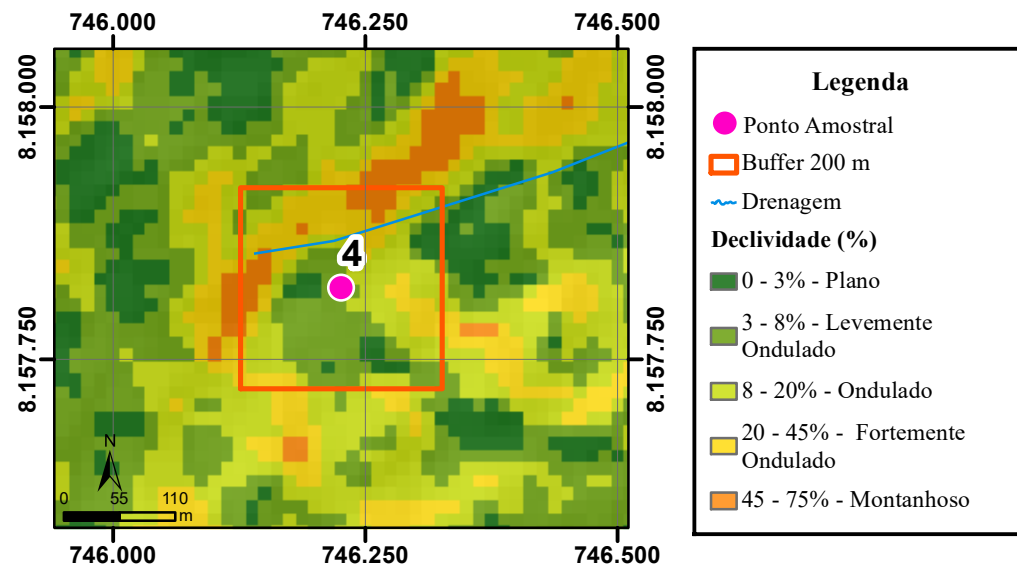 746.000 746.250 746.500
8.158.000 8.158.000
8.157.750 8.157.750
4
N
0 55 110
m
746.000 746.250 746.500
Legenda
Ponto Amostral
Buffer 200 m
Drenagem
Declividade (%)
0 - 3% - Plano
3 - 8% - Levemente
Ondulado
8 - 20% - Ondulado
20 - 45% - Fortemente
Ondulado
45 - 75% - Montanhoso